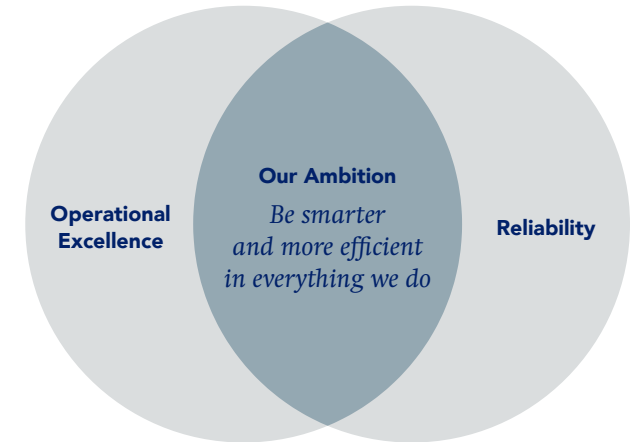 Operational
Excellence
Our Ambition
Be smarter
and more efficient
in everything we do
Reliability